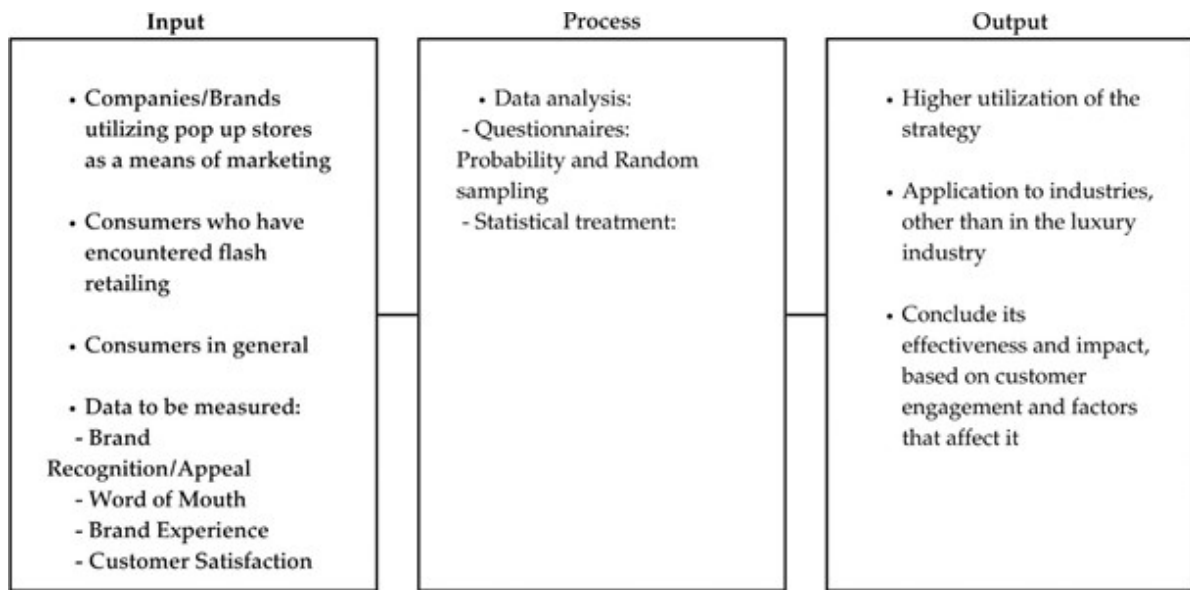 Input
• Companies/Brands
utilizing pop up stores
as a means of marketing
• Consumers who have
encountered flash
retailing
• Consumers in general
• Data to be measured:
- Brand
Recognition/Appeal
- Word of Mouth
- Brand Experience
- Customer Satisfaction
Process
• Data analysis:
- Questionnaires:
Probability and Random
sampling
- Statistical treatment:
Output
• Higher utilization of the
strategy
• Application to industries,
other than in the luxury
industry
• Conclude its
effectiveness and impact,
based on customer
engagement and factors
that affect it